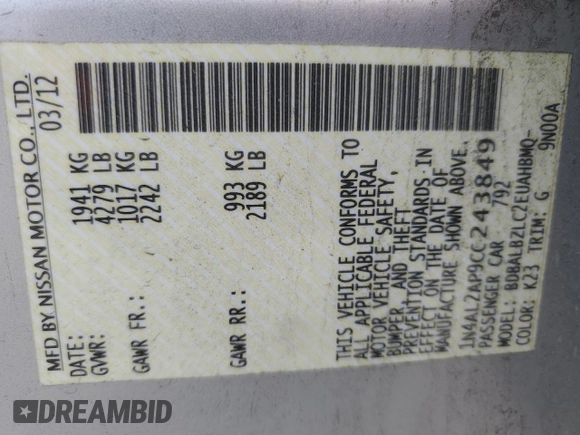 MFD BY NISSAN MOTOR CO., LTD.
03/12
DATE:
GVWR: 1941 KG
4279 LB
GAWR FR.: 1017 KG
2242 LB
GAWR RR.: 993 KG
2189 LB
THIS VEHICLE CONFORMS TO
ALL APPLICABLE FEDERAL
MOTOR VEHICLE SAFETY,
BUMPER, AND THEFT
PREVENTION STANDARDS IN
EFFECT ON THE DATE OF
MANUFACTURE SHOWN ABOVE.
1N4AL2AP9CC243849
PASSENGER CAR 792
MODEL: BDBALBZLC2EUAHBMQ-
COLOR: K23 TRIM: G 9N00A
DREAMBID